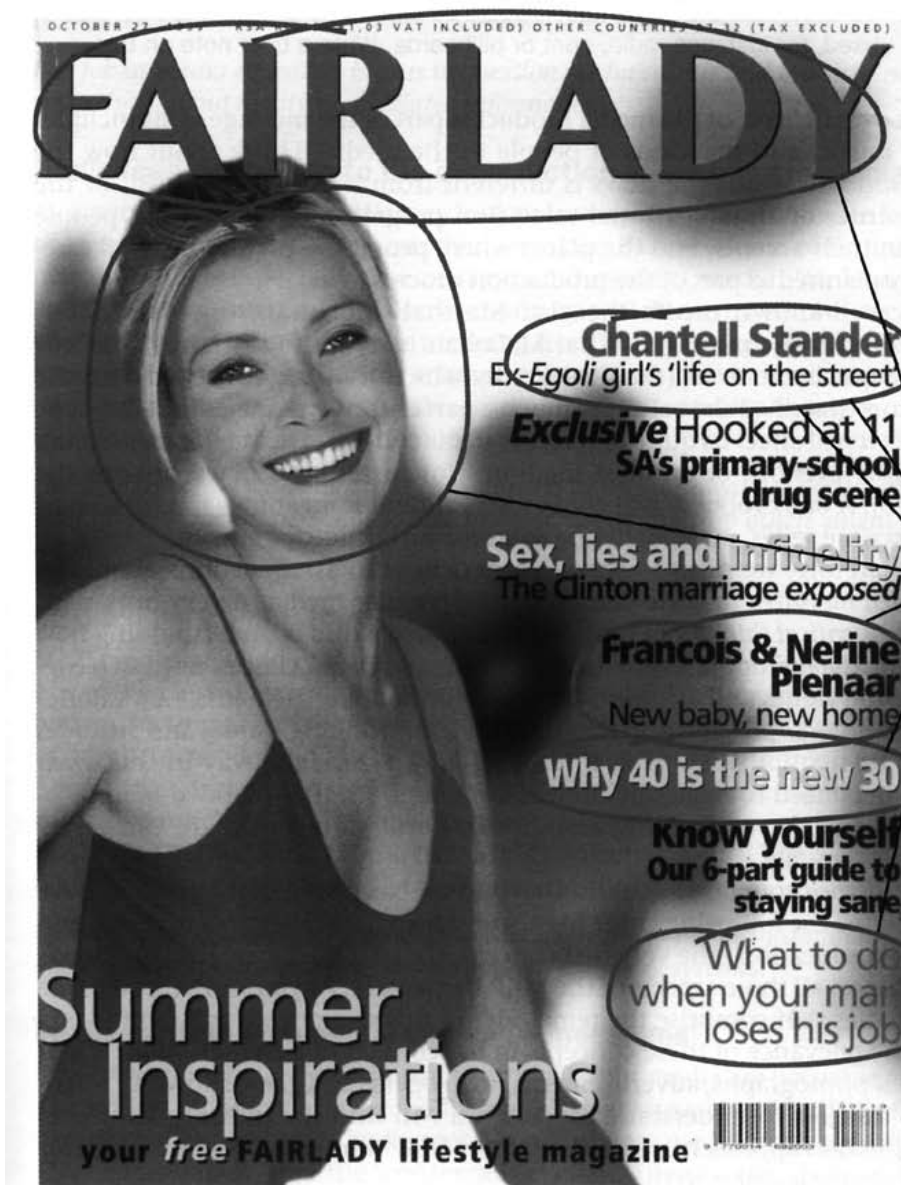 OCTOBER 27 VAT INCLUDED) OTHER COUNTRIES (TAX EXCLUDED)
FAIRLADY
Chantell Stander
Ex-Egoli girl's 'life on the street'
Exclusive Hooked at 11
SA's primary-school
drug scene
Sex, lies and infidelity
The Clinton marriage exposed
Francois & Nerine
Pienaar
New baby, new home
Why 40 is the new 30
Know yourself
Our 6-part guide to
staying sane
What to do
when your man
loses his job
Summer
Inspirations
your free FAIRLADY lifestyle magazine